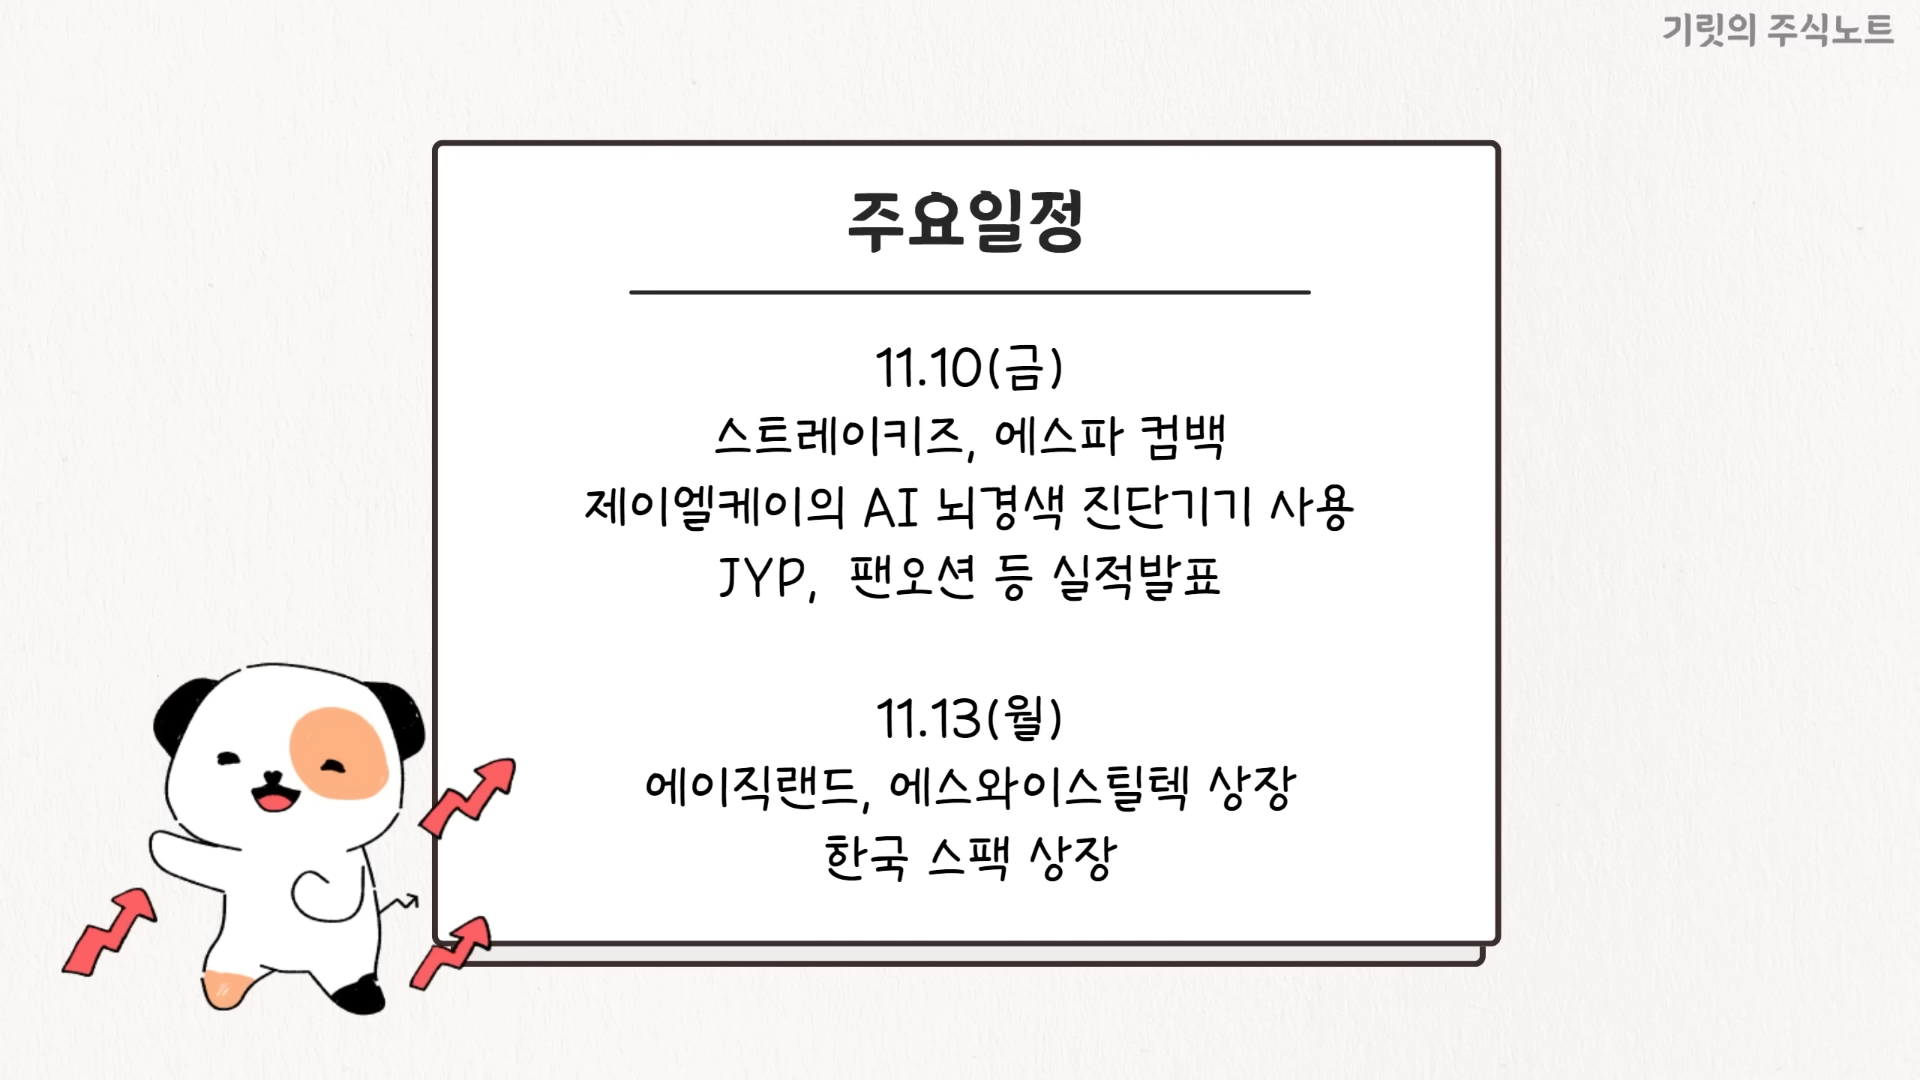 기릿의 주식노트
주요일정
11.10(금)
스트레이키즈, 에스파 컴백
제이엘케이의 AI 뇌경색 진단기기 사용
JYP, 팬오션 등 실적발표
11.13(월)
에이직랜드, 에스와이스틸텍 상장
한국 스팩 상장